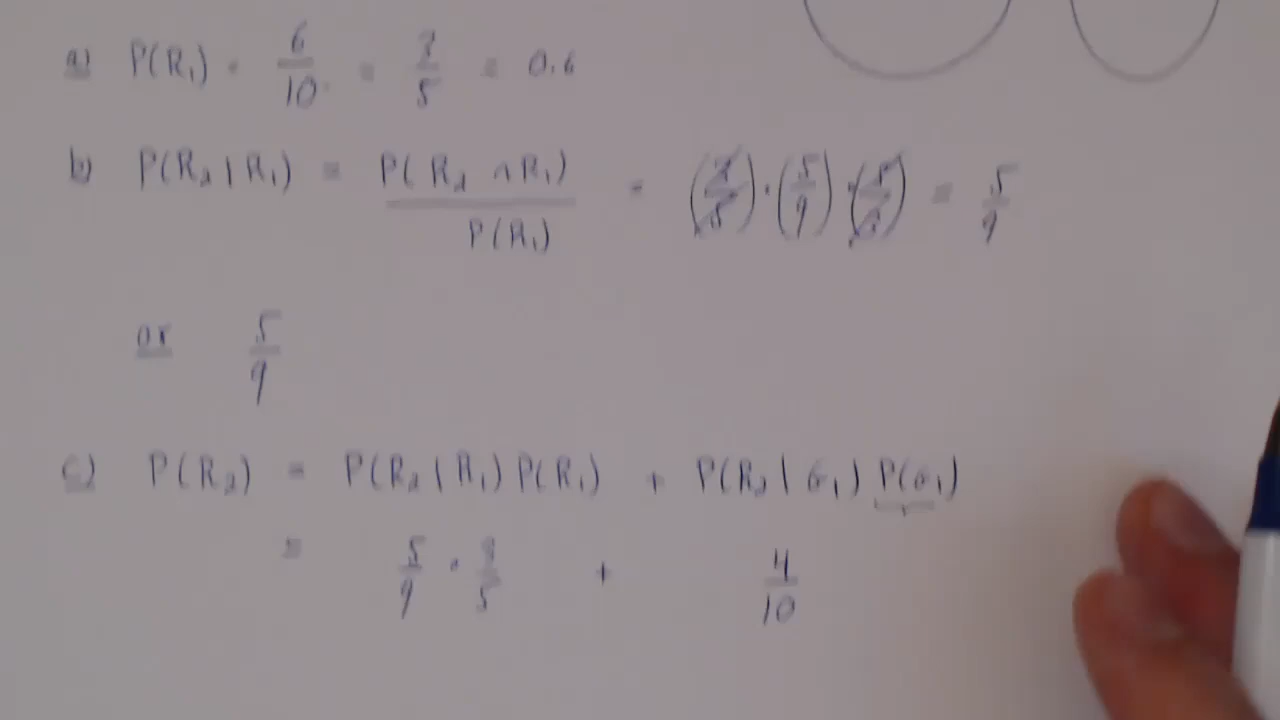 a) P(R₁) = 6/10 = 3/5 = 0.6
b) P(R₂ | R₁) = P(R₂ ∩ R₁) / P(R₁) = (3/5) · (5/9) · (5/3) = 5/9
or 5/9
c) P(R₂) = P(R₂ | R₁) P(R₁) + P(R₂ | G₁) P(G₁)
= 5/9 · 3/5 + 4/10